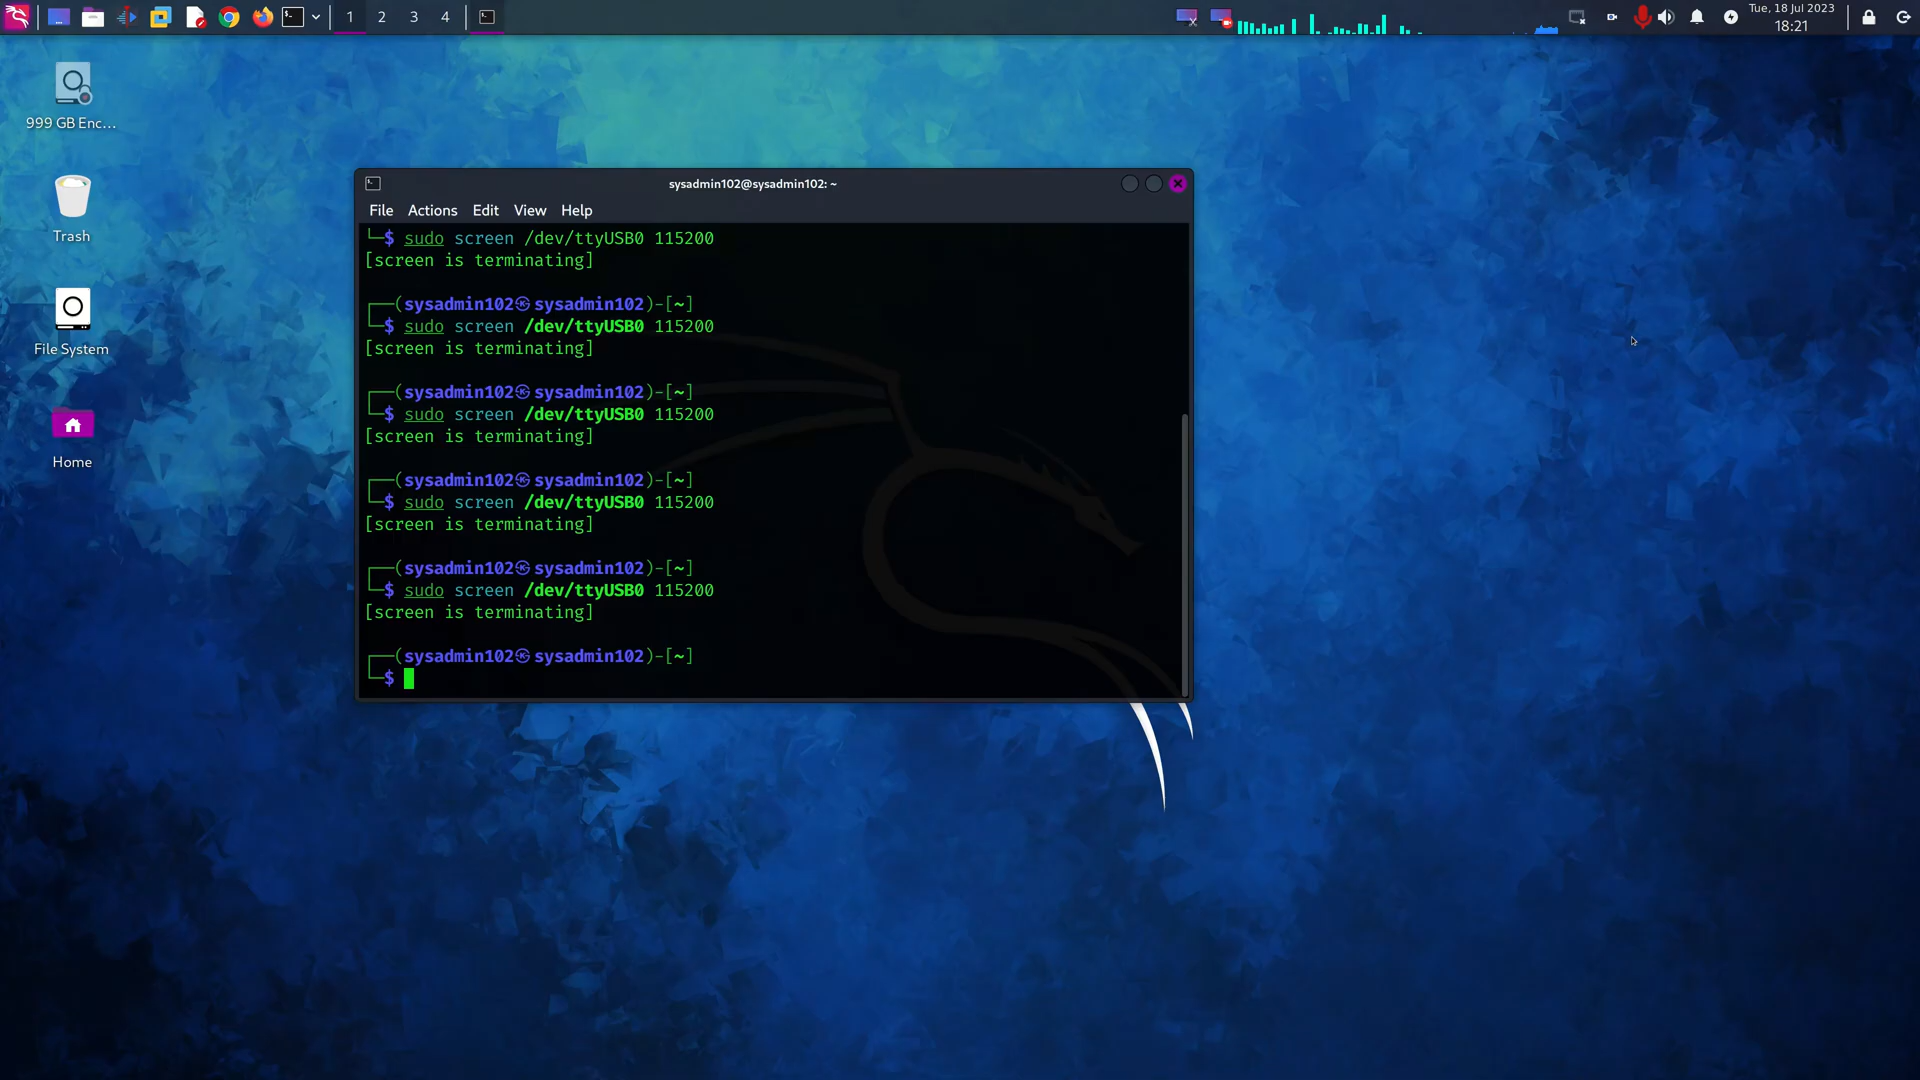 1 2 3 4
Tue, 18 Jul 2023
18:21
999 GB Enc...
Trash
File System
Home
sysadmin102@sysadmin102: ~
File Actions Edit View Help
└─$ sudo screen /dev/ttyUSB0 115200
[screen is terminating]
┌──(sysadmin102㉿sysadmin102)-[~]
└─$ sudo screen /dev/ttyUSB0 115200
[screen is terminating]
┌──(sysadmin102㉿sysadmin102)-[~]
└─$ sudo screen /dev/ttyUSB0 115200
[screen is terminating]
┌──(sysadmin102㉿sysadmin102)-[~]
└─$ sudo screen /dev/ttyUSB0 115200
[screen is terminating]
┌──(sysadmin102㉿sysadmin102)-[~]
└─$ sudo screen /dev/ttyUSB0 115200
[screen is terminating]
┌──(sysadmin102㉿sysadmin102)-[~]
└─$